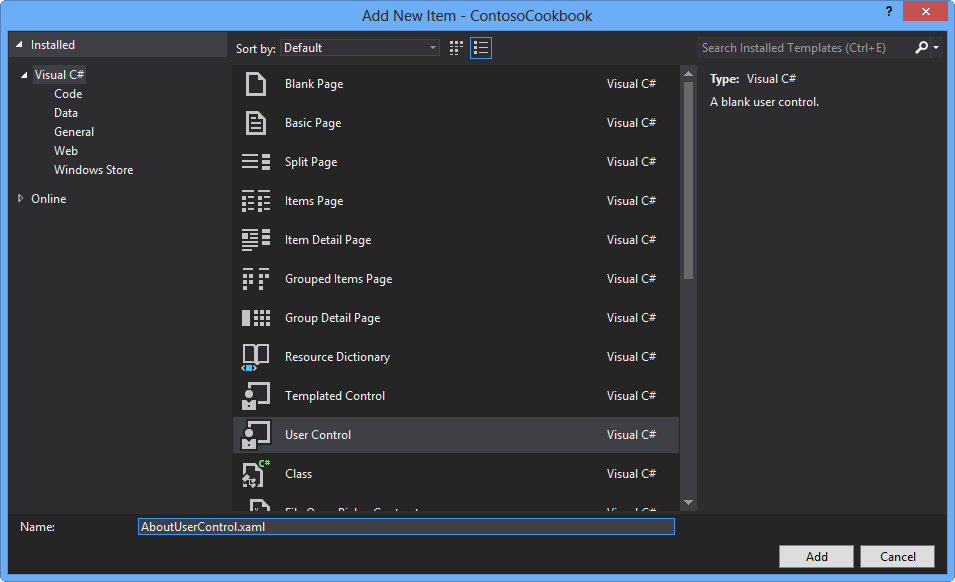 Add New Item - ContosoCookbook
?
Installed
Sort by: Default
Search Installed Templates (Ctrl+E)
Visual C#
Code
Data
General
Web
Windows Store
Online
Blank Page Visual C#
Basic Page Visual C#
Split Page Visual C#
Items Page Visual C#
Item Detail Page Visual C#
Grouped Items Page Visual C#
Group Detail Page Visual C#
Resource Dictionary Visual C#
Templated Control Visual C#
User Control Visual C#
C#
Class Visual C#
Type: Visual C#
A blank user control.
Name: AboutUserControl.xaml
Add Cancel